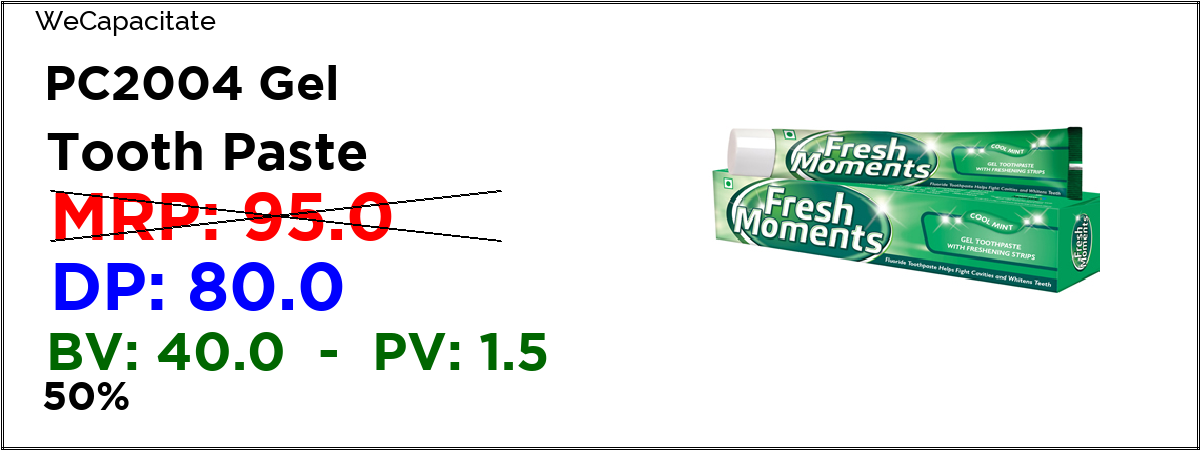 WeCapacitate
PC2004 Gel
Tooth Paste
MRP: 95.0
DP: 80.0
BV: 40.0 - PV: 1.5
50%
Fresh
Moments
COOL MINT
GEL TOOTHPASTE
WITH FRESHENING STRIPS
Fluoride Toothpaste Helps Fight Cavities and Whitens Teeth
Fresh
Moments
COOL MINT
GEL TOOTHPASTE
WITH FRESHENING STRIPS
Fluoride Toothpaste Helps Fight Cavities and Whitens Teeth
Fresh
Moments